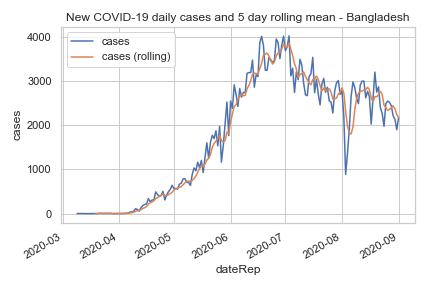 New COVID-19 daily cases and 5 day rolling mean - Bangladesh
cases
cases (rolling)
4000
3000
2000
1000
0
cases
2020-03
2020-04
2020-05
2020-06
2020-07
2020-08
2020-09
dateRep